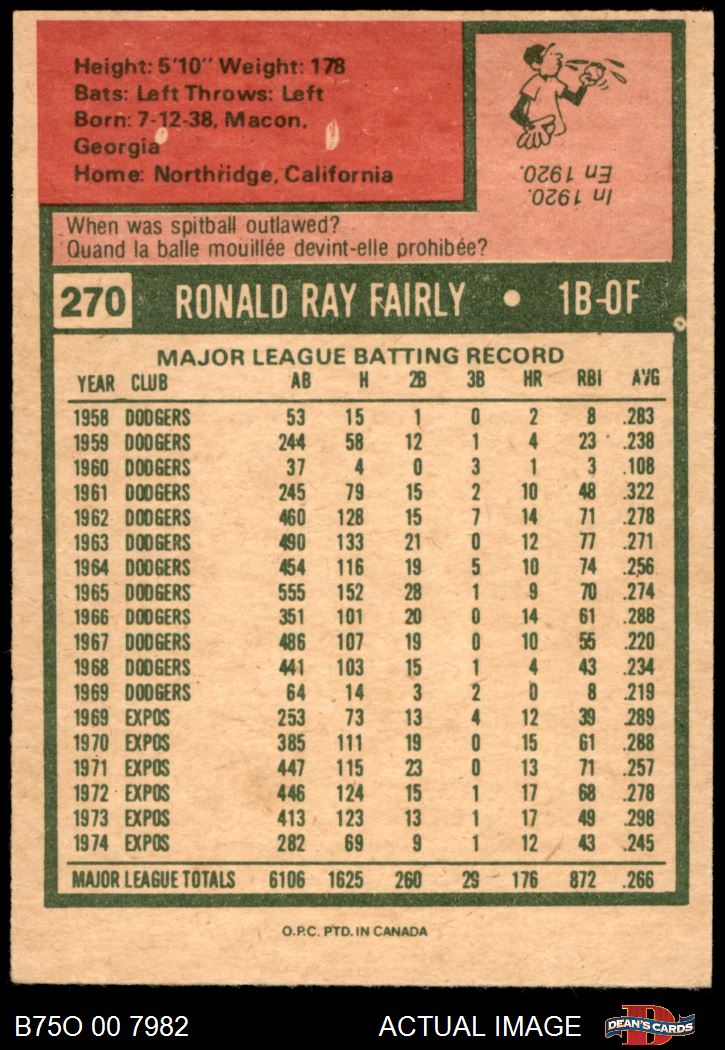 Height: 5'10" Weight: 178
Bats: Left Throws: Left
Born: 7-12-38, Macon,
Georgia
Home: Northridge, California
In 1920.
En 1920.
When was spitball outlawed?
Quand la balle mouillée devint-elle prohibée?
270 RONALD RAY FAIRLY • 1B-OF
MAJOR LEAGUE BATTING RECORD
YEAR CLUB AB H 2B 3B HR RBI AVG
1958 DODGERS 53 15 1 0 2 8 .283
1959 DODGERS 244 58 12 1 4 23 .238
1960 DODGERS 37 4 0 3 1 3 .108
1961 DODGERS 245 79 15 2 10 48 .322
1962 DODGERS 460 128 15 7 14 71 .278
1963 DODGERS 490 133 21 0 12 77 .271
1964 DODGERS 454 116 19 5 10 74 .256
1965 DODGERS 555 152 28 1 9 70 .274
1966 DODGERS 351 101 20 0 14 61 .288
1967 DODGERS 486 107 19 0 10 55 .220
1968 DODGERS 441 103 15 1 4 43 .234
1969 DODGERS 64 14 3 2 0 8 .219
1969 EXPOS 253 73 13 4 12 39 .289
1970 EXPOS 385 111 19 0 15 61 .288
1971 EXPOS 447 115 23 0 13 71 .257
1972 EXPOS 446 124 15 1 17 68 .278
1973 EXPOS 413 123 13 1 17 49 .298
1974 EXPOS 282 69 9 1 12 43 .245
MAJOR LEAGUE TOTALS 6106 1625 260 29 176 872 .266
O.P.C. PTD. IN CANADA
B75O 00 7982 ACTUAL IMAGE DEAN'S CARDS